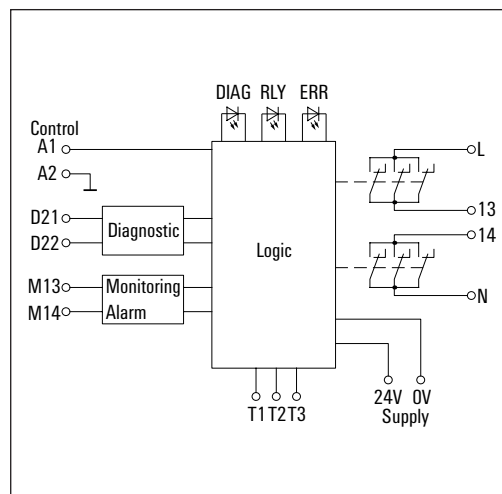 DIAG RLY ERR
Control
A1
A2
L
13
14
N
D21
D22
Diagnostic
Logic
M13
M14
Monitoring
Alarm
T1 T2 T3
24V 0V
Supply